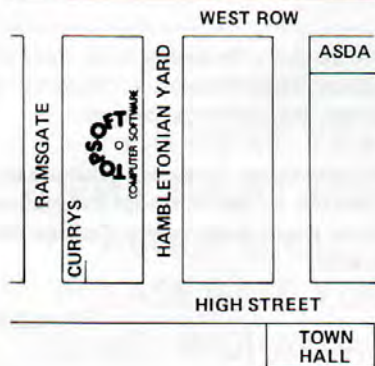 WEST ROW
ASDA
RAMSGATE
CURRYS
TOPSOFT
COMPUTER SOFTWARE
HAMBLETONIAN YARD
HIGH STREET
TOWN
HALL